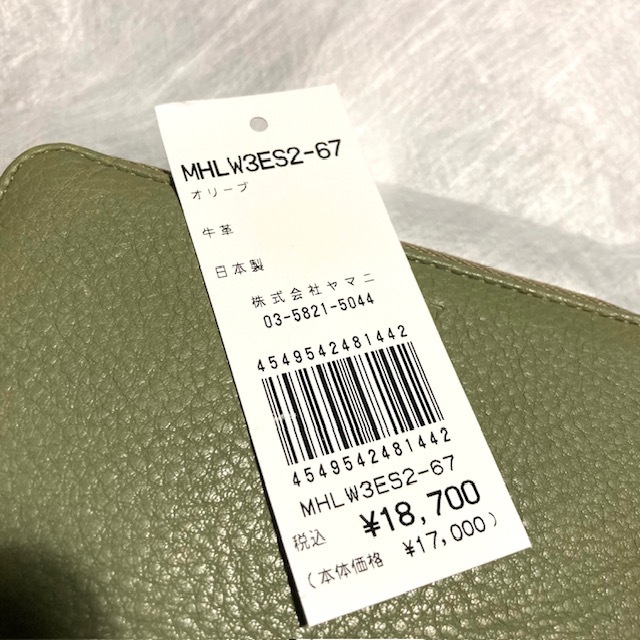 MHLW3ES2-67
オリーブ
牛革
日本製
株式会社ヤマニ
03-5821-5044
4549542481442
4549542481442
MHLW3ES2-67
税込 ¥18,700
(本体価格 ¥17,000)